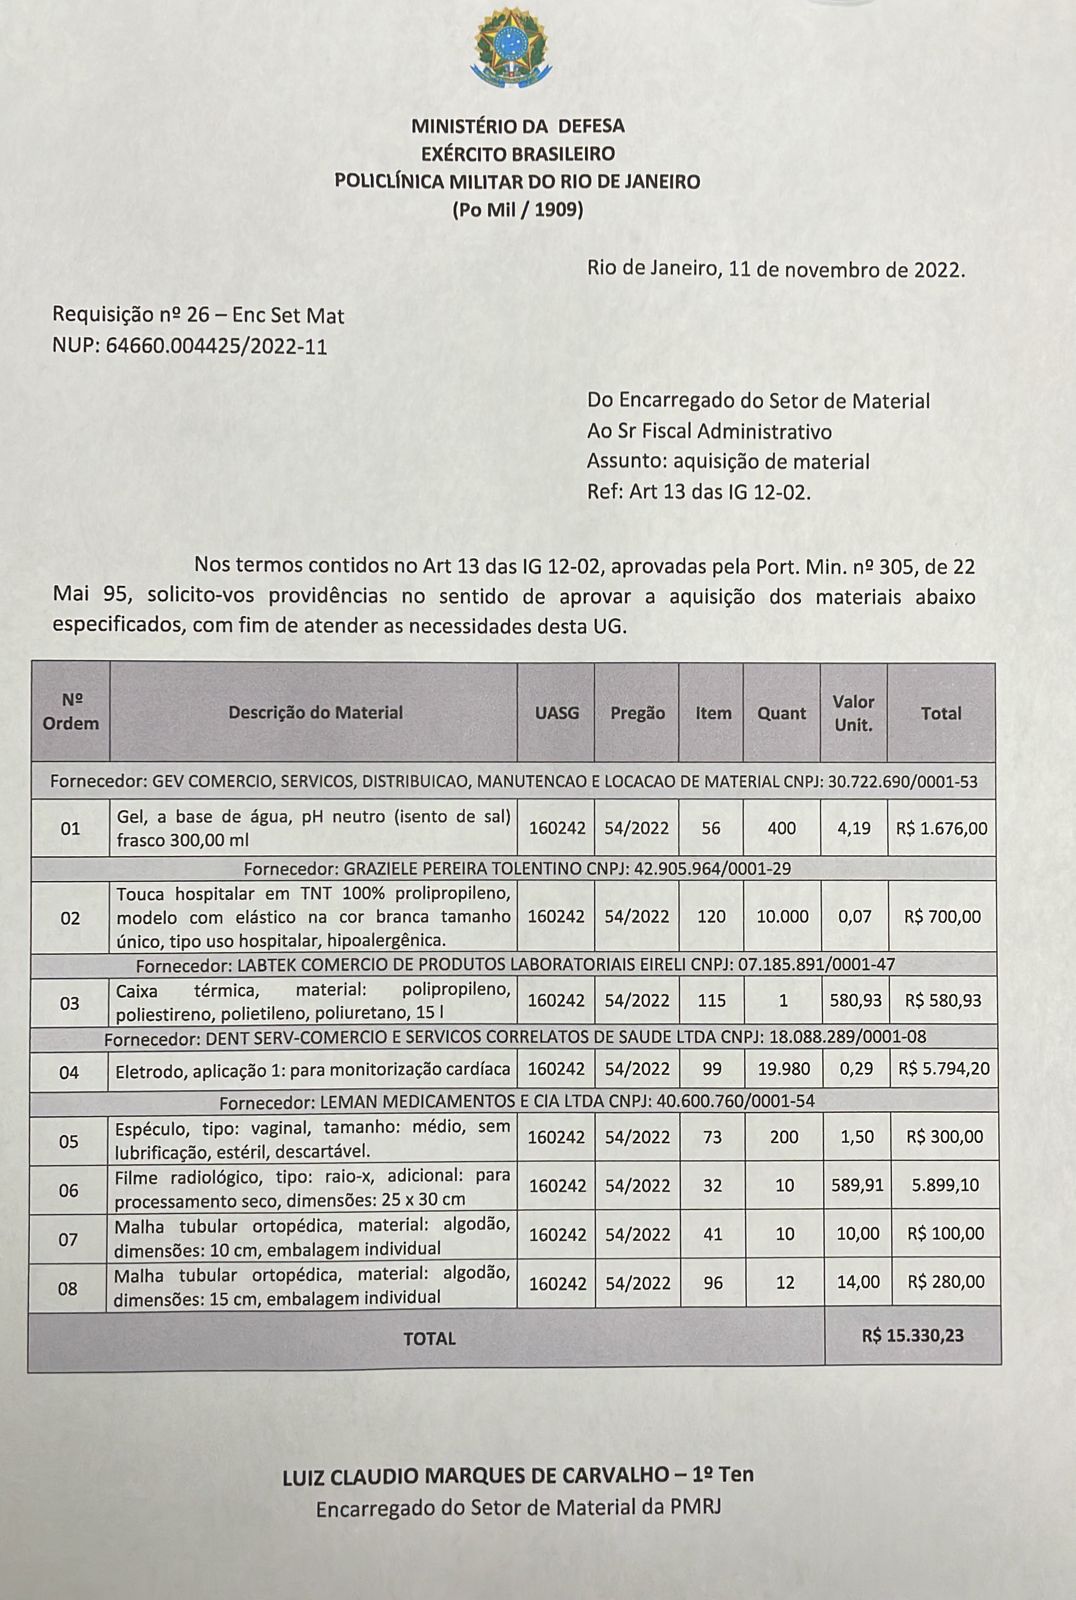 MINISTÉRIO DA DEFESA
EXÉRCITO BRASILEIRO
POLICLÍNICA MILITAR DO RIO DE JANEIRO
(Po Mil / 1909)
Rio de Janeiro, 11 de novembro de 2022.
Requisição nº 26 – Enc Set Mat
NUP: 64660.004425/2022-11
Do Encarregado do Setor de Material
Ao Sr Fiscal Administrativo
Assunto: aquisição de material
Ref: Art 13 das IG 12-02.
Nos termos contidos no Art 13 das IG 12-02, aprovadas pela Port. Min. nº 305, de 22
Mai 95, solicito-vos providências no sentido de aprovar a aquisição dos materiais abaixo
especificados, com fim de atender as necessidades desta UG.
Nº Ordem Descrição do Material UASG Pregão Item Quant Valor Unit. Total
Fornecedor: GEV COMERCIO, SERVICOS, DISTRIBUICAO, MANUTENCAO E LOCACAO DE MATERIAL CNPJ: 30.722.690/0001-53
01 Gel, a base de água, pH neutro (isento de sal)
frasco 300,00 ml 160242 54/2022 56 400 4,19 R$ 1.676,00
Fornecedor: GRAZIELE PEREIRA TOLENTINO CNPJ: 42.905.964/0001-29
02 Touca hospitalar em TNT 100% prolipropileno,
modelo com elástico na cor branca tamanho 160242 54/2022 120 10.000 0,07 R$ 700,00
único, tipo uso hospitalar, hipoalergênica.
Fornecedor: LABTEK COMERCIO DE PRODUTOS LABORATORIAIS EIRELI CNPJ: 07.185.891/0001-47
03 Caixa térmica, material: polipropileno,
poliestireno, polietileno, poliuretano, 15 l 160242 54/2022 115 1 580,93 R$ 580,93
Fornecedor: DENT SERV-COMERCIO E SERVICOS CORRELATOS DE SAUDE LTDA CNPJ: 18.088.289/0001-08
04 Eletrodo, aplicação 1: para monitorização cardíaca 160242 54/2022 99 19.980 0,29 R$ 5.794,20
Fornecedor: LEMAN MEDICAMENTOS E CIA LTDA CNPJ: 40.600.760/0001-54
05 Espéculo, tipo: vaginal, tamanho: médio, sem
lubrificação, estéril, descartável. 160242 54/2022 73 200 1,50 R$ 300,00
06 Filme radiológico, tipo: raio-x, adicional: para
processamento seco, dimensões: 25 x 30 cm 160242 54/2022 32 10 589,91 5.899,10
07 Malha tubular ortopédica, material: algodão,
dimensões: 10 cm, embalagem individual 160242 54/2022 41 10 10,00 R$ 100,00
08 Malha tubular ortopédica, material: algodão,
dimensões: 15 cm, embalagem individual 160242 54/2022 96 12 14,00 R$ 280,00
TOTAL R$ 15.330,23
LUIZ CLAUDIO MARQUES DE CARVALHO – 1º Ten
Encarregado do Setor de Material da PMRJ